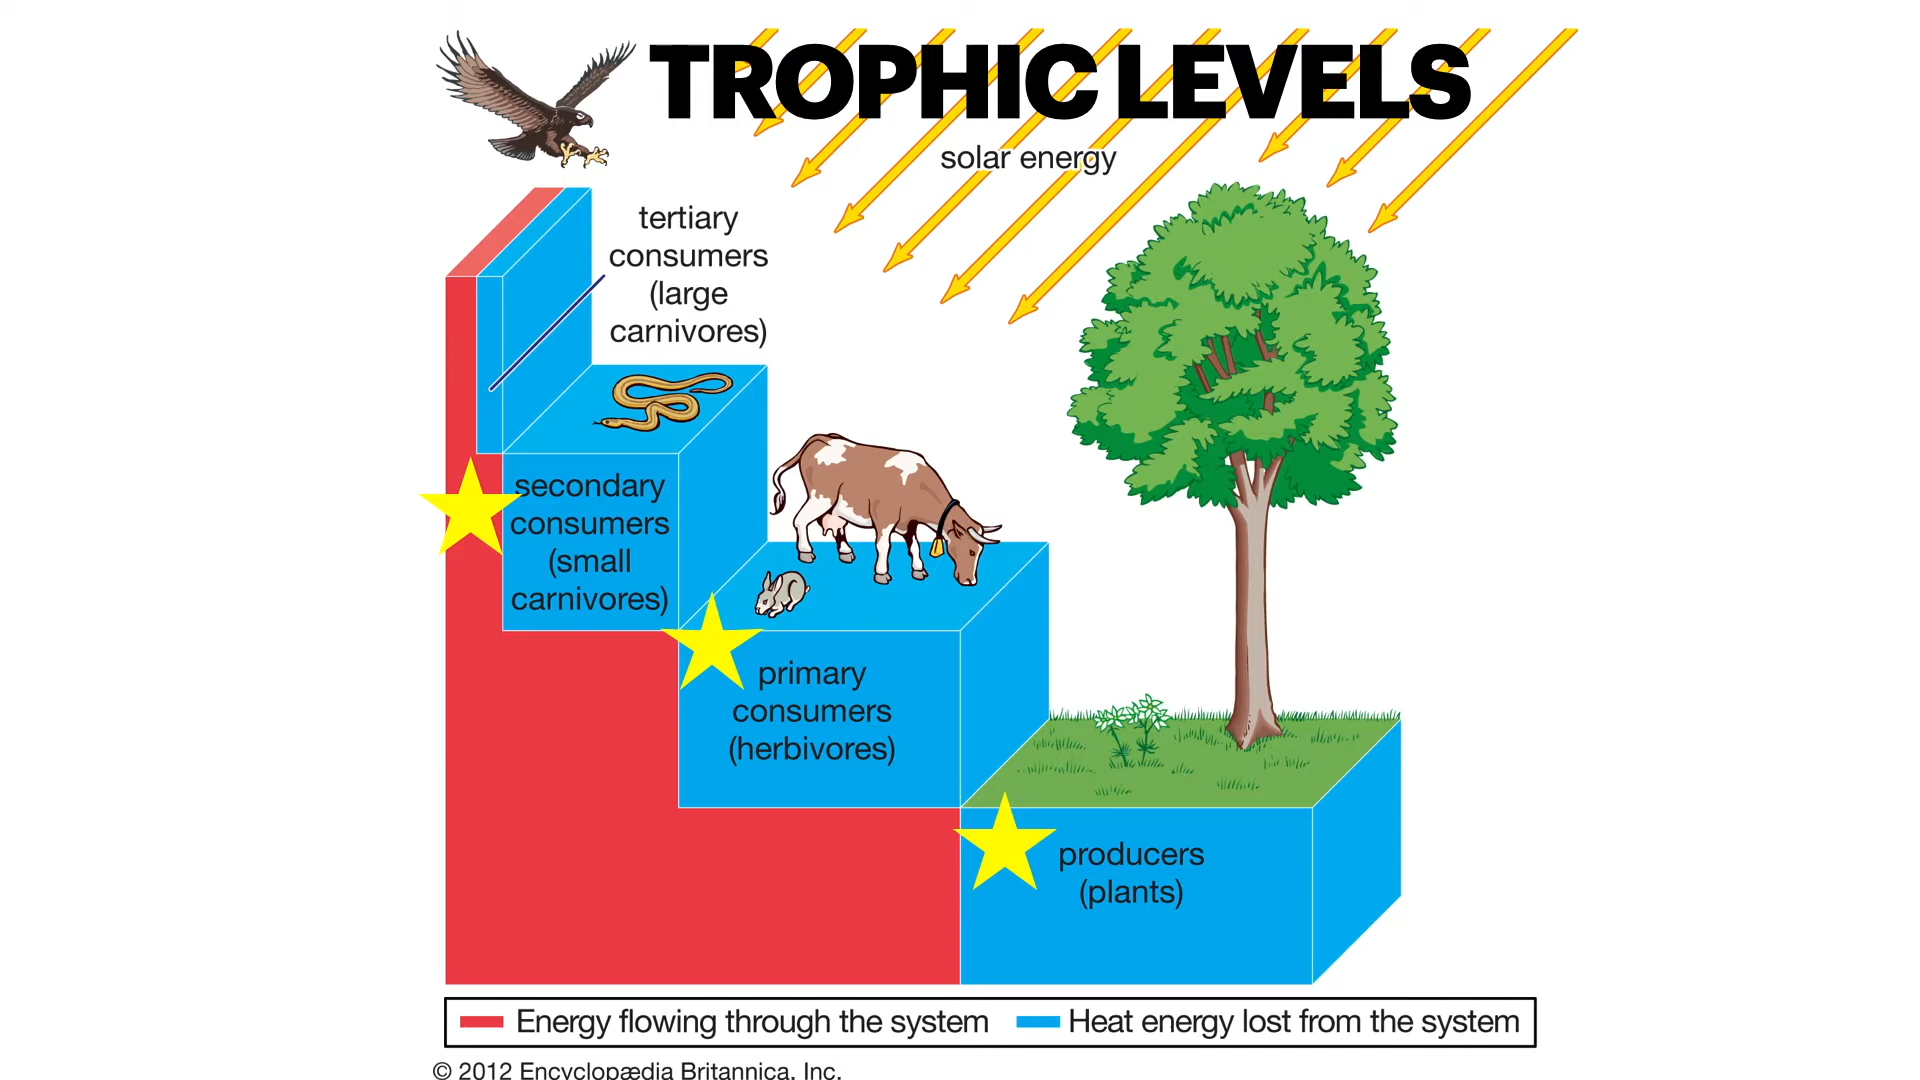 TROPHIC LEVELS
solar energy
tertiary
consumers
(large
carnivores)
secondary
consumers
(small
carnivores)
primary
consumers
(herbivores)
producers
(plants)
Energy flowing through the system
Heat energy lost from the system
© 2012 Encyclopædia Britannica, Inc.